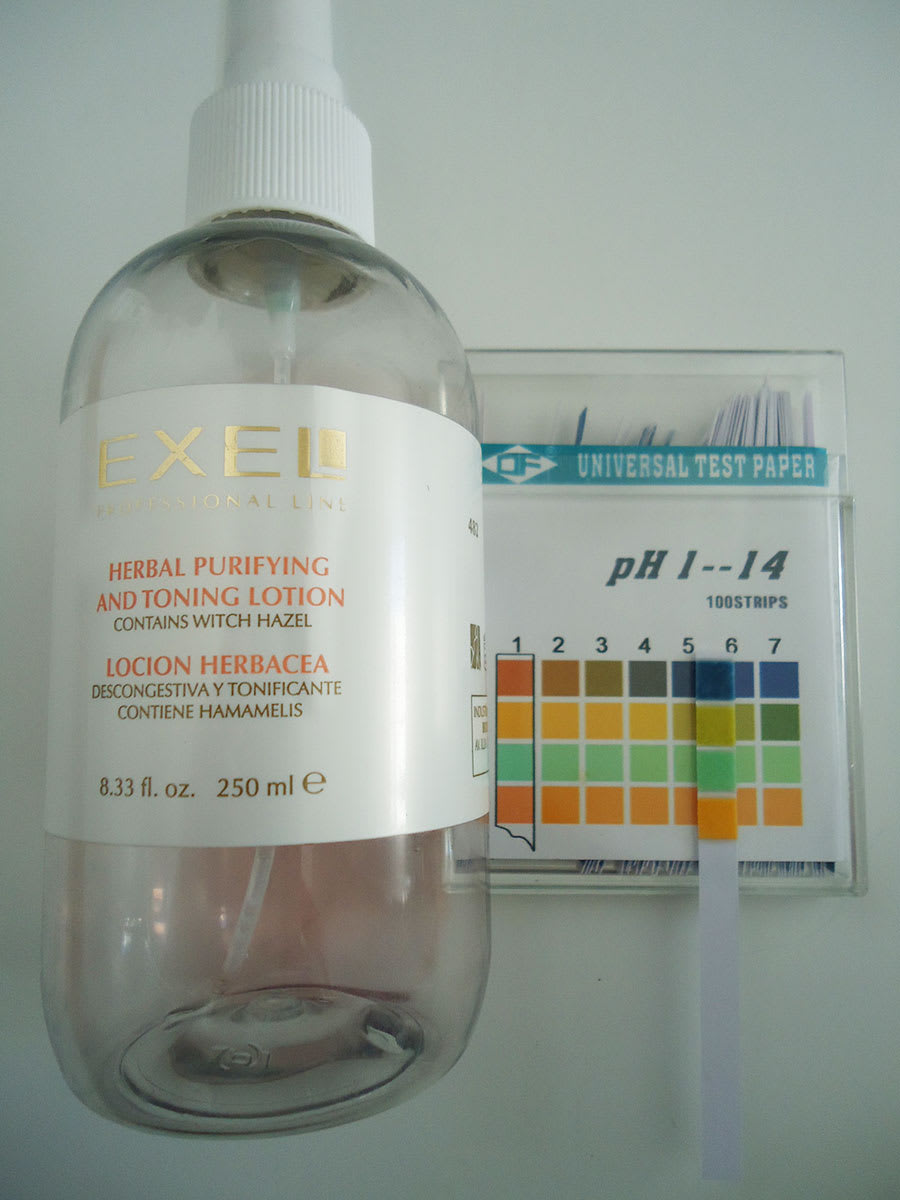 EXEL
PROFESSIONAL LINE
HERBAL PURIFYING
AND TONING LOTION
CONTAINS WITCH HAZEL
LOCION HERBACEA
DESCONGESTIVA Y TONIFICANTE
CONTIENE HAMAMELIS
8.33 fl. oz. 250 ml e
483
UNIVERSAL TEST PAPER
pH 1--14
100STRIPS
1 2 3 4 5 6 7